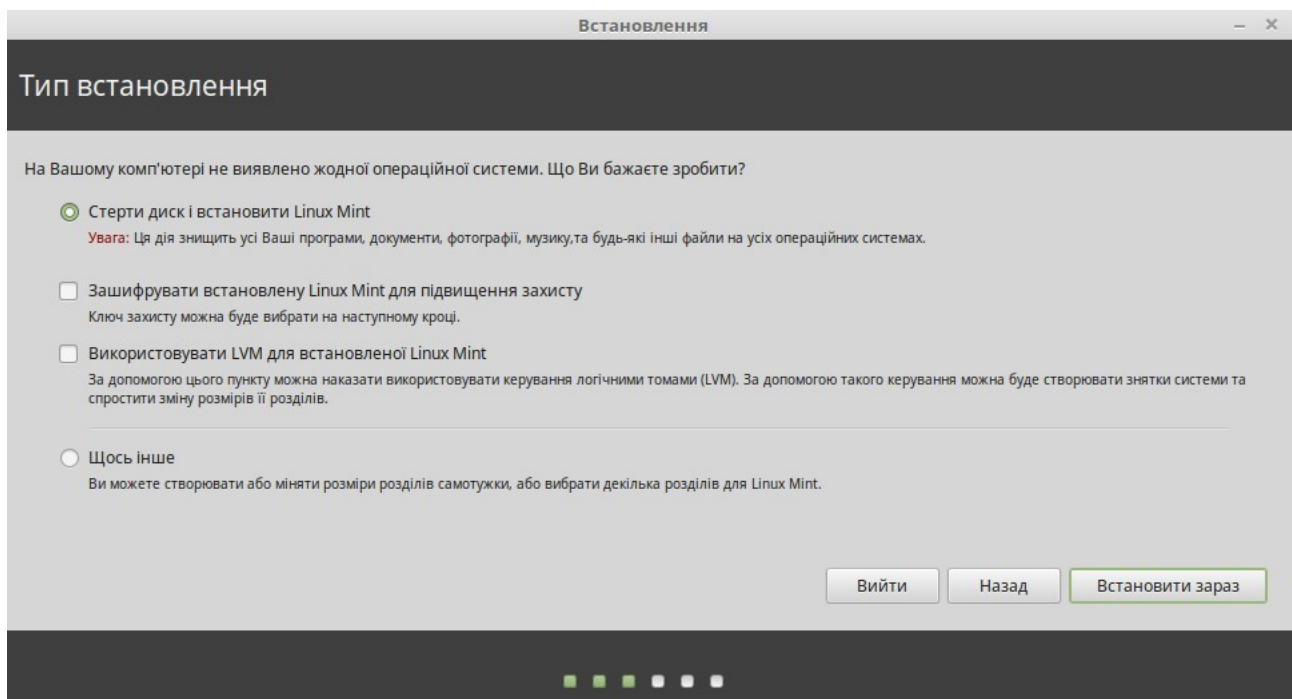 Встановлення
Тип встановлення
На Вашому комп'ютері не виявлено жодної операційної системи. Що Ви бажаєте зробити?
Стерти диск і встановити Linux Mint
Увага: Ця дія знищить усі Ваші програми, документи, фотографії, музику,та будь-які інші файли на усіх операційних системах.
Зашифрувати встановлену Linux Mint для підвищення захисту
Ключ захисту можна буде вибрати на наступному кроці.
Використовувати LVM для встановленої Linux Mint
За допомогою цього пункту можна наказати використовувати керування логічними томами (LVM). За допомогою такого керування можна буде створювати знятки системи та
спростити зміну розмірів її розділів.
Щось інше
Ви можете створювати або міняти розміри розділів самотужки, або вибрати декілька розділів для Linux Mint.
Вийти Назад Встановити зараз